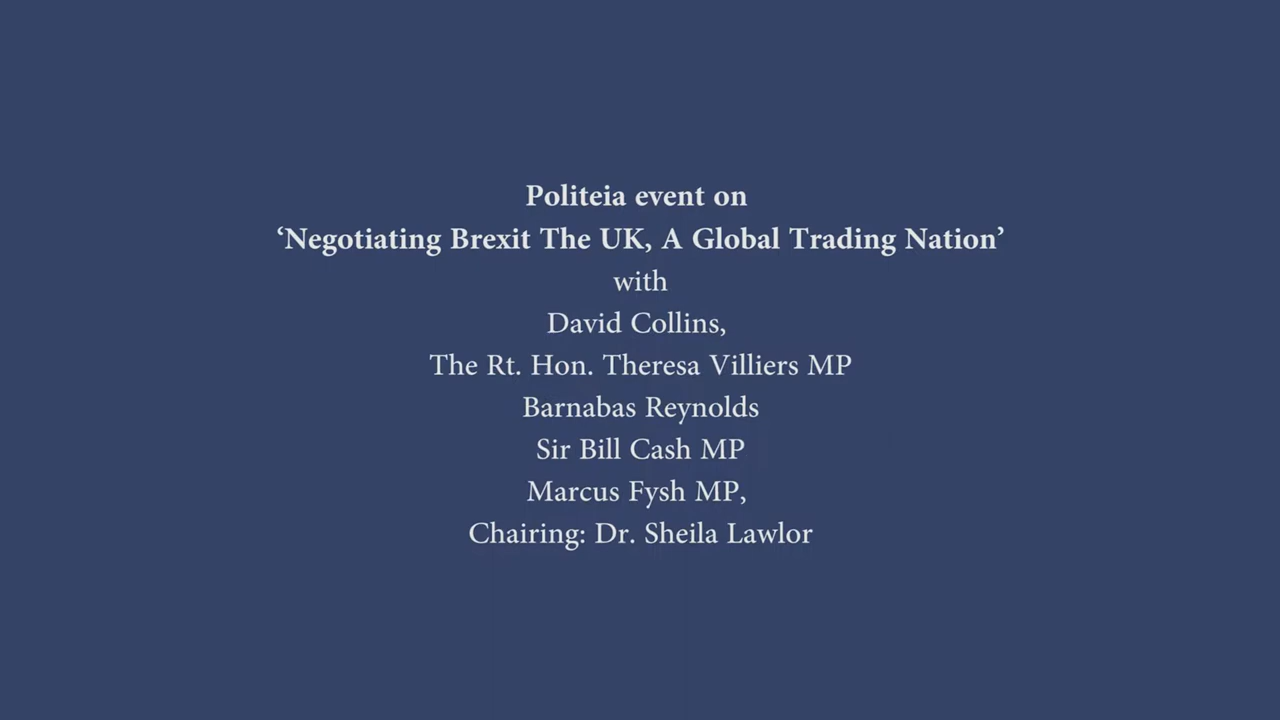 Politeia event on
‘Negotiating Brexit The UK, A Global Trading Nation’
with
David Collins,
The Rt. Hon. Theresa Villiers MP
Barnabas Reynolds
Sir Bill Cash MP
Marcus Fysh MP,
Chairing: Dr. Sheila Lawlor